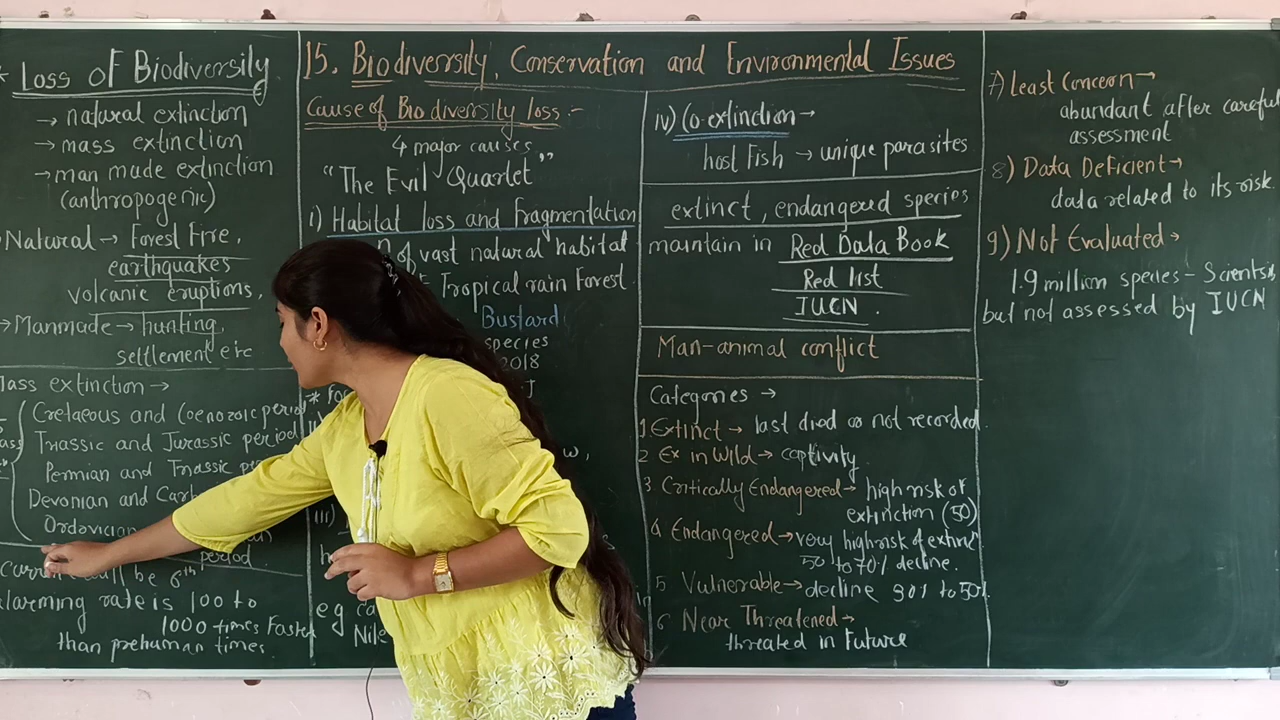 * Loss of Biodiversity
→ natural extinction
→ mass extinction
→ man made extinction
(anthropogenic)
Natural → Forest Fire,
earthquakes
volcanic eruptions,
→ Manmade → hunting,
settlement etc
Mass extinction →
Cretaeous and Coenozoic period
Triassic and Jurassic period
Permian and Triassic
Devonian and
Ordovician
period
be 6th
alarming rate is 100 to
1000 times Faster
than prehuman times.
15. Biodiversity, Conservation and Environmental Issues
Cause of Biodiversity loss :-
4 major causes
"The Evil Quartet"
i) Habitat loss and fragmentation
of vast natural habitat
Tropical rain Forest.
Bustard
species
2018
iii)
eg
Nile
iv) Co-extinction →
host Fish → unique parasites
extinct, endangered species
maintain in Red Data Book
Red list
IUCN.
Man-animal conflict
Categories →
1. Extinct → last died or not recorded.
2 Ex in Wild → captivity
3. Critically Endangered → high risk of
extinction (50)
4 Endangered → very high risk of
50 to 70% decline.
5 Vulnerable → decline 30% to 50%
6 Near Threatened →
threated in Future
7) Least Concern →
abundant after careful
assessment
8) Data Deficient →
data related to its risk.
9) Not Evaluated →
1.9 million species -
but not assessed by IUCN